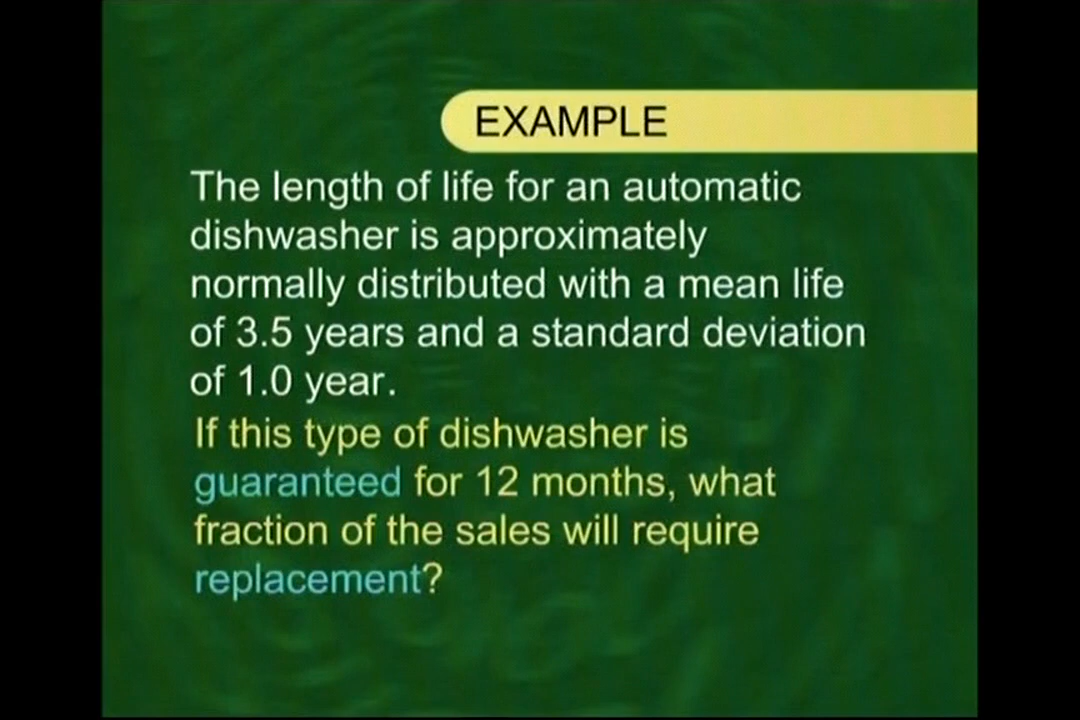 EXAMPLE
The length of life for an automatic
dishwasher is approximately
normally distributed with a mean life
of 3.5 years and a standard deviation
of 1.0 year.
If this type of dishwasher is
guaranteed for 12 months, what
fraction of the sales will require
replacement?